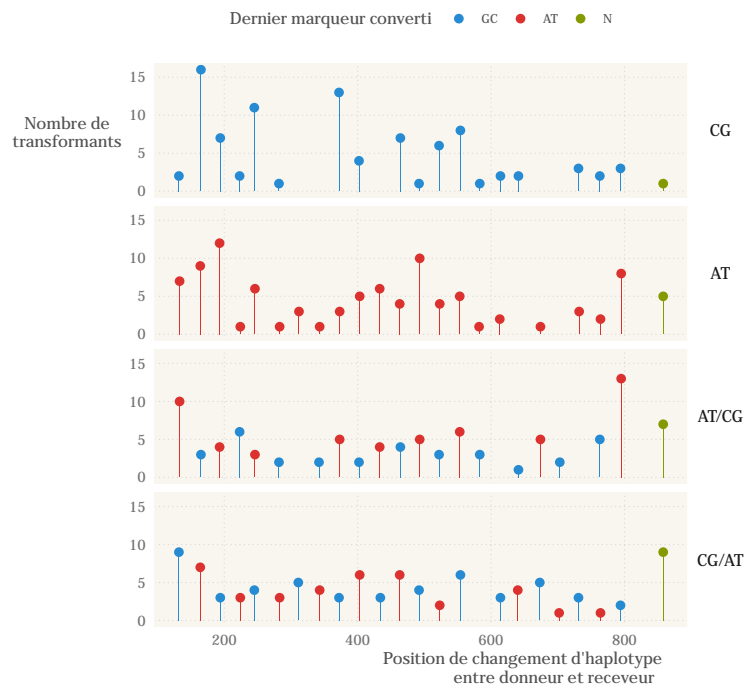 Dernier marqueur converti GC AT N
Nombre de
transformants
15
10
5
0
CG
15
10
5
0
AT
15
10
5
0
AT/CG
15
10
5
0
CG/AT
200 400 600 800
Position de changement d'haplotype
entre donneur et receveur